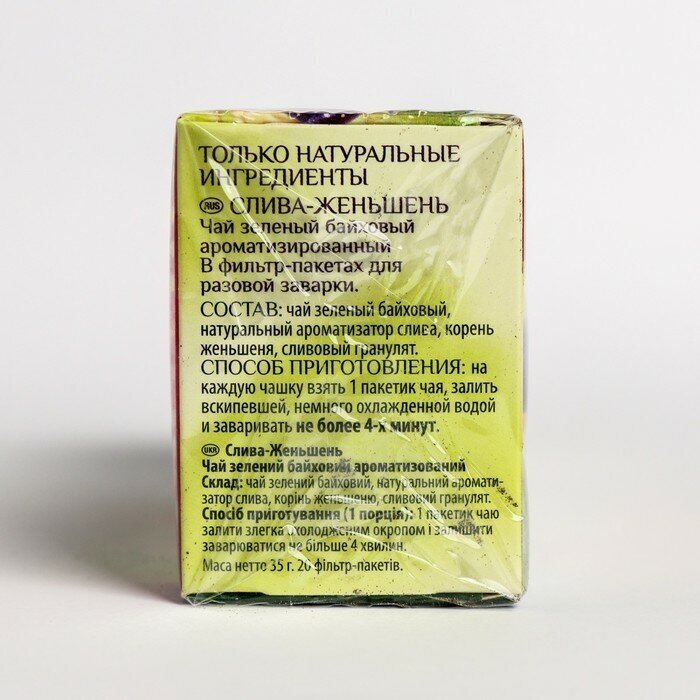 ТОЛЬКО НАТУРАЛЬНЫЕ
ИНГРЕДИЕНТЫ
RUS СЛИВА-ЖЕНЬШЕНЬ
Чай зеленый байховый
ароматизированный
В фильтр-пакетах для
разовой заварки.
СОСТАВ: чай зеленый байховый,
натуральный ароматизатор слива, корень
женьшеня, сливовый гранулят.
СПОСОБ ПРИГОТОВЛЕНИЯ: на
каждую чашку взять 1 пакетик чая, залить
вскипевшей, немного охлажденной водой
и заваривать не более 4-х минут.
UKR Слива-Женьшень
Чай зелений байховий ароматизований
Склад: чай зелений байховий, натуральний аромати-
затор слива, корінь женьшеню, сливовий гранулят.
Спосіб приготування (1 порція): 1 пакетик чаю
залити злегка охолодженим окропом і залишити
заварюватися не більше 4 хвилин.
Маса нетто 35 г. 20 фільтр-пакетів.